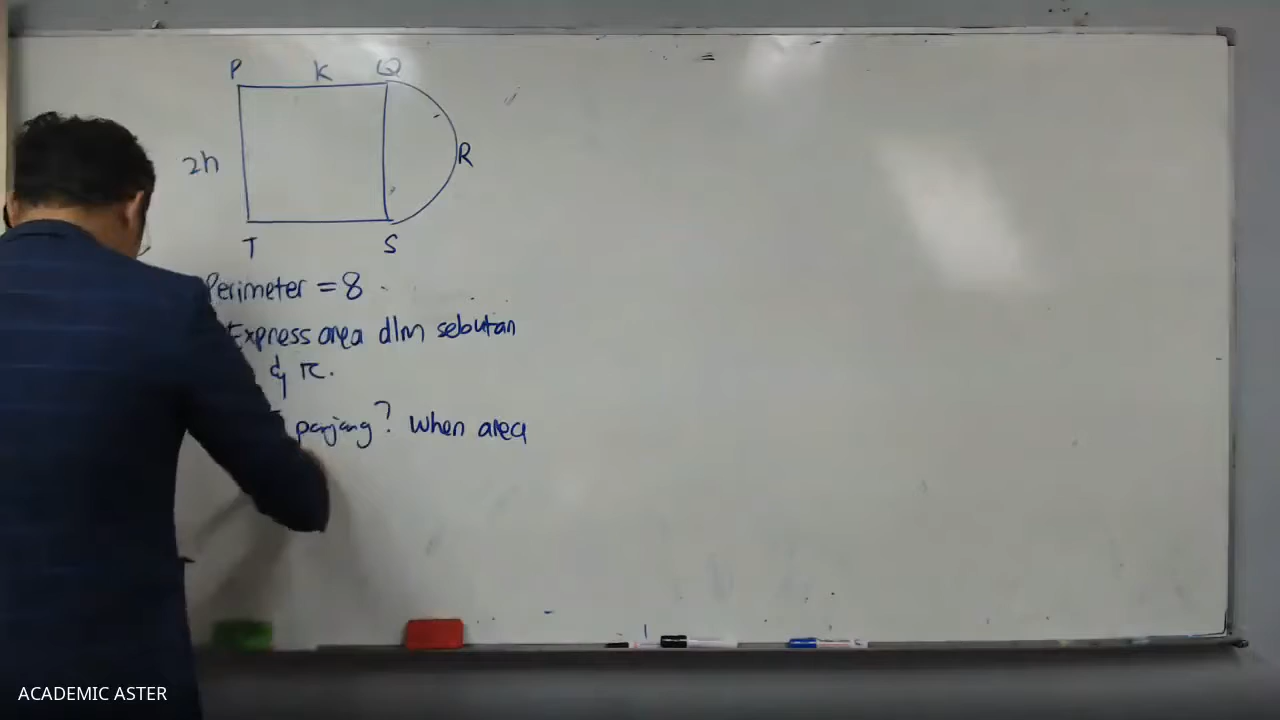 P K Q
2h
R
T S
Perimeter = 8
Express area dlm sebutan
& π.
panjang? when area
ACADEMIC ASTER